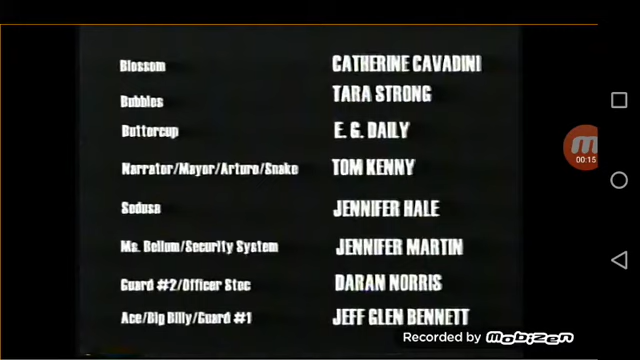 Blossom CATHERINE CAVADINI
Bubbles TARA STRONG
Buttercup E. G. DAILY
Narrator/Mayor/Arturo/Snake TOM KENNY
Sedusa JENNIFER HALE
Ms. Bellum/Security System JENNIFER MARTIN
Guard #2/Officer Stoc DARAN NORRIS
Ace/Big Billy/Guard #1 JEFF GLEN BENNETT
00:15
Recorded by Mobizen